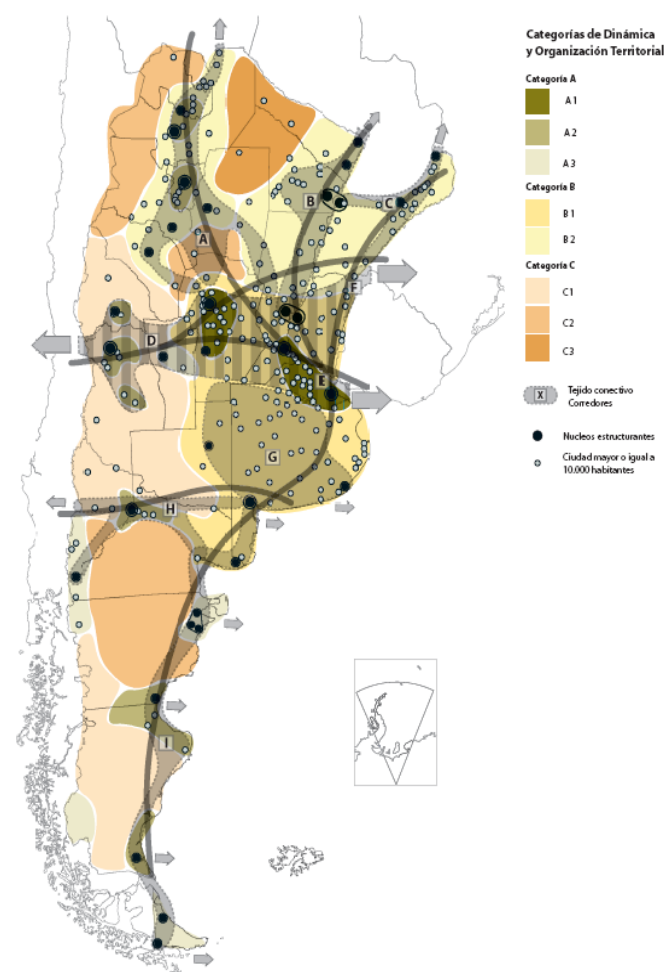 Categorías de Dinámica
y Organización Territorial
Categoría A
A 1
A 2
A 3
Categoría B
B 1
B 2
Categoría C
C1
C2
C3
X
Tejido conectivo
Corredores
Nucleos estructurantes
Ciudad mayor o igual a
10.000 habitantes
B
C
A
F
D
E
G
H
I